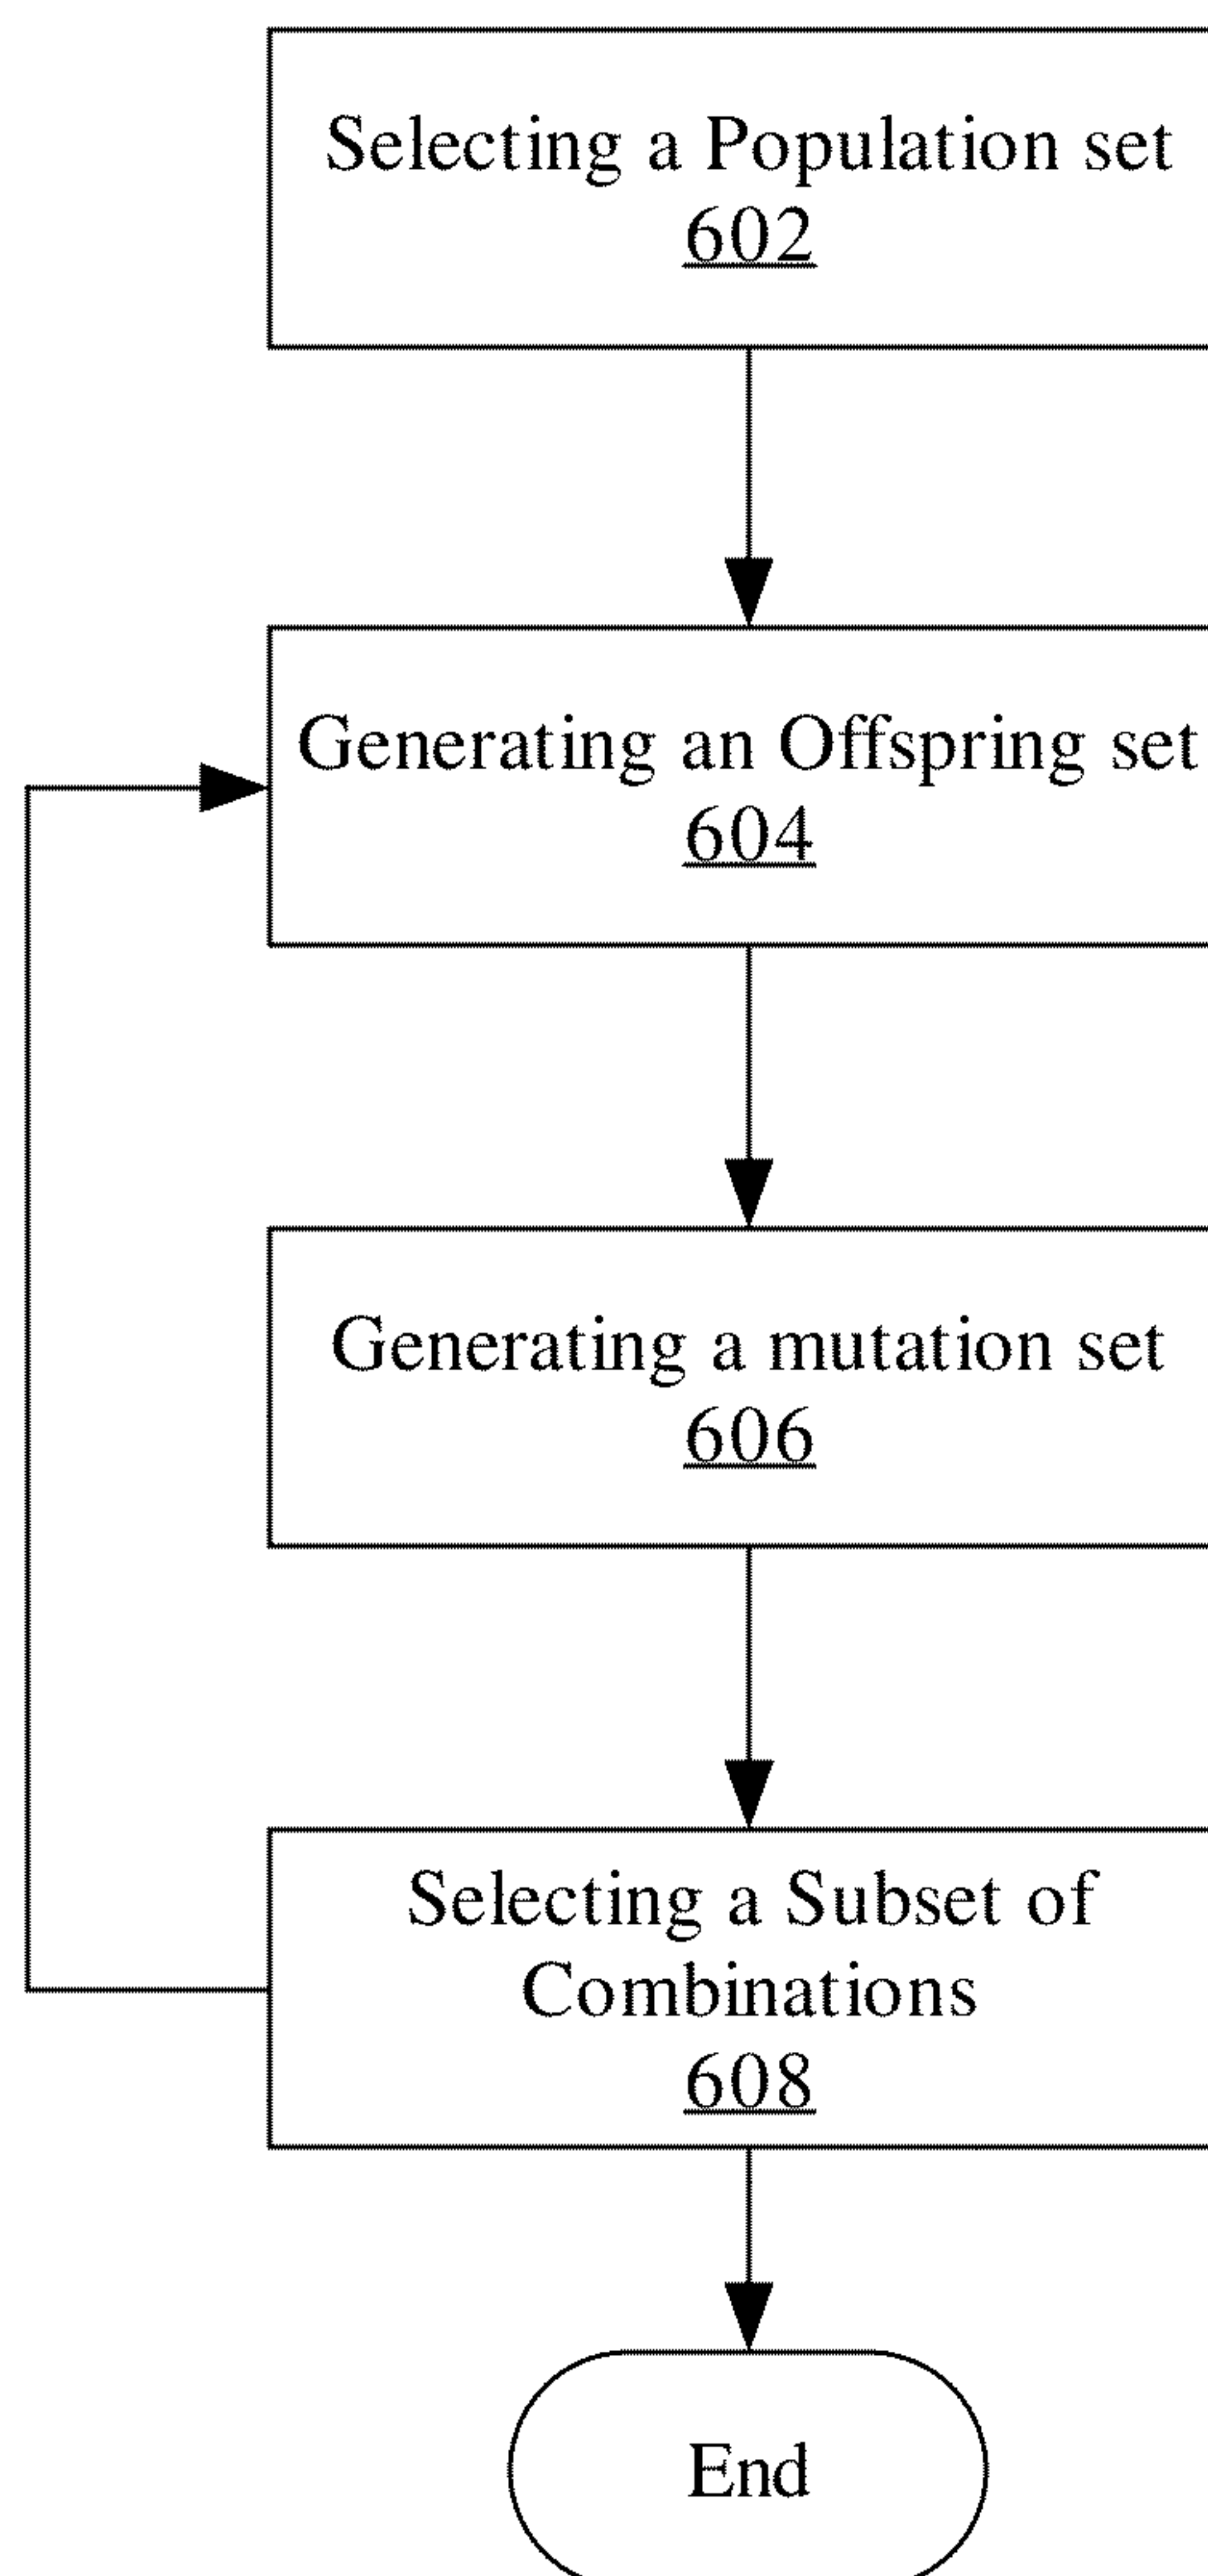 Selecting a Population set
602
Generating an Offspring set
604
Generating a mutation set
606
Selecting a Subset of
Combinations
608
End